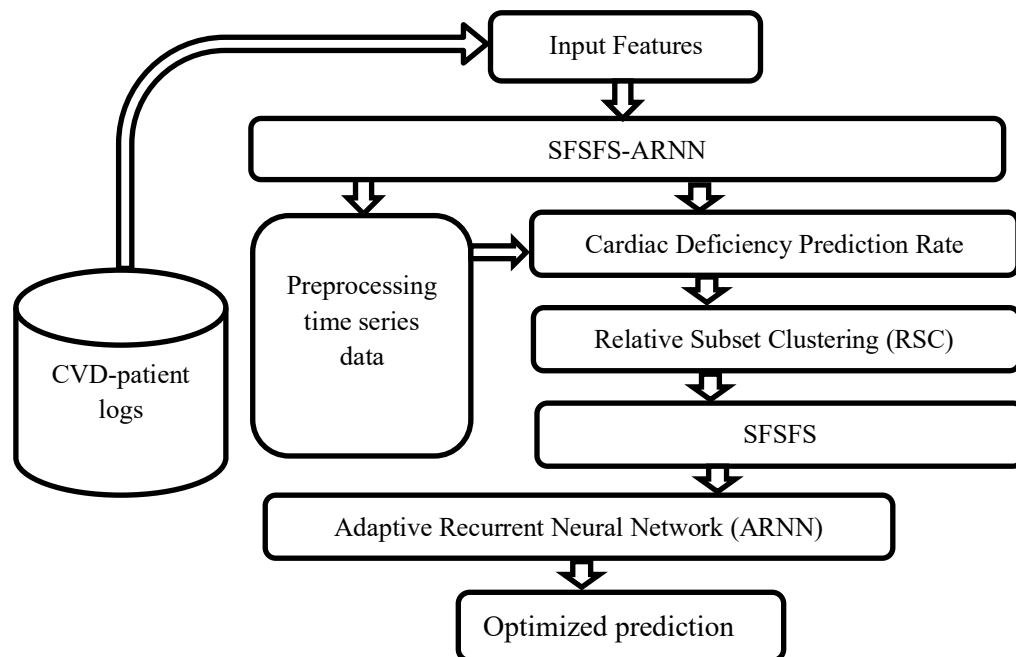 Input Features
SFSFS-ARNN
Cardiac Deficiency Prediction Rate
Preprocessing
time series
data
Relative Subset Clustering (RSC)
CVD-patient
logs
SFSFS
Adaptive Recurrent Neural Network (ARNN)
Optimized prediction